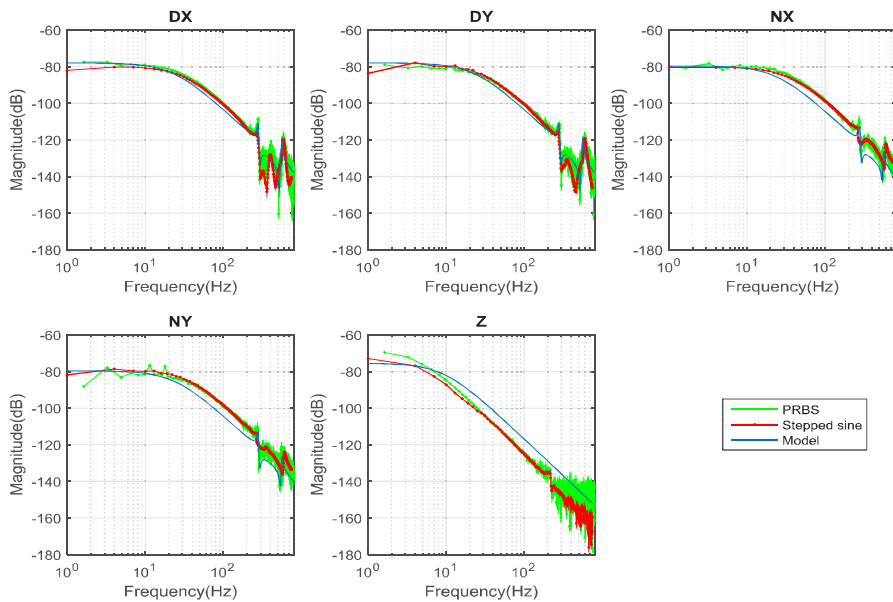 DX
DY
NX
-60
-80
-100
-120
-140
-160
-180
Magnitude(dB)
10^0
10^1
10^2
Frequency(Hz)
-60
-80
-100
-120
-140
-160
-180
Magnitude(dB)
10^0
10^1
10^2
Frequency(Hz)
-60
-80
-100
-120
-140
-160
-180
Magnitude(dB)
10^0
10^1
10^2
Frequency(Hz)
NY
Z
-60
-80
-100
-120
-140
-160
-180
Magnitude(dB)
10^0
10^1
10^2
Frequency(Hz)
-60
-80
-100
-120
-140
-160
-180
Magnitude(dB)
10^0
10^1
10^2
Frequency(Hz)
PRBS
Stepped sine
Model